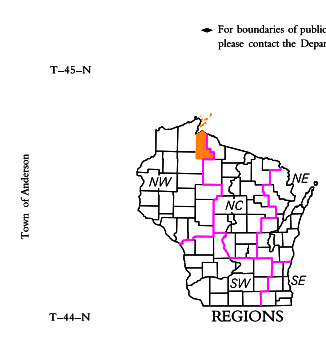 For boundaries of public
please contact the Depar
T–45–N
Town of Anderson
NW
NE
NC
SW
SE
T–44–N
REGIONS